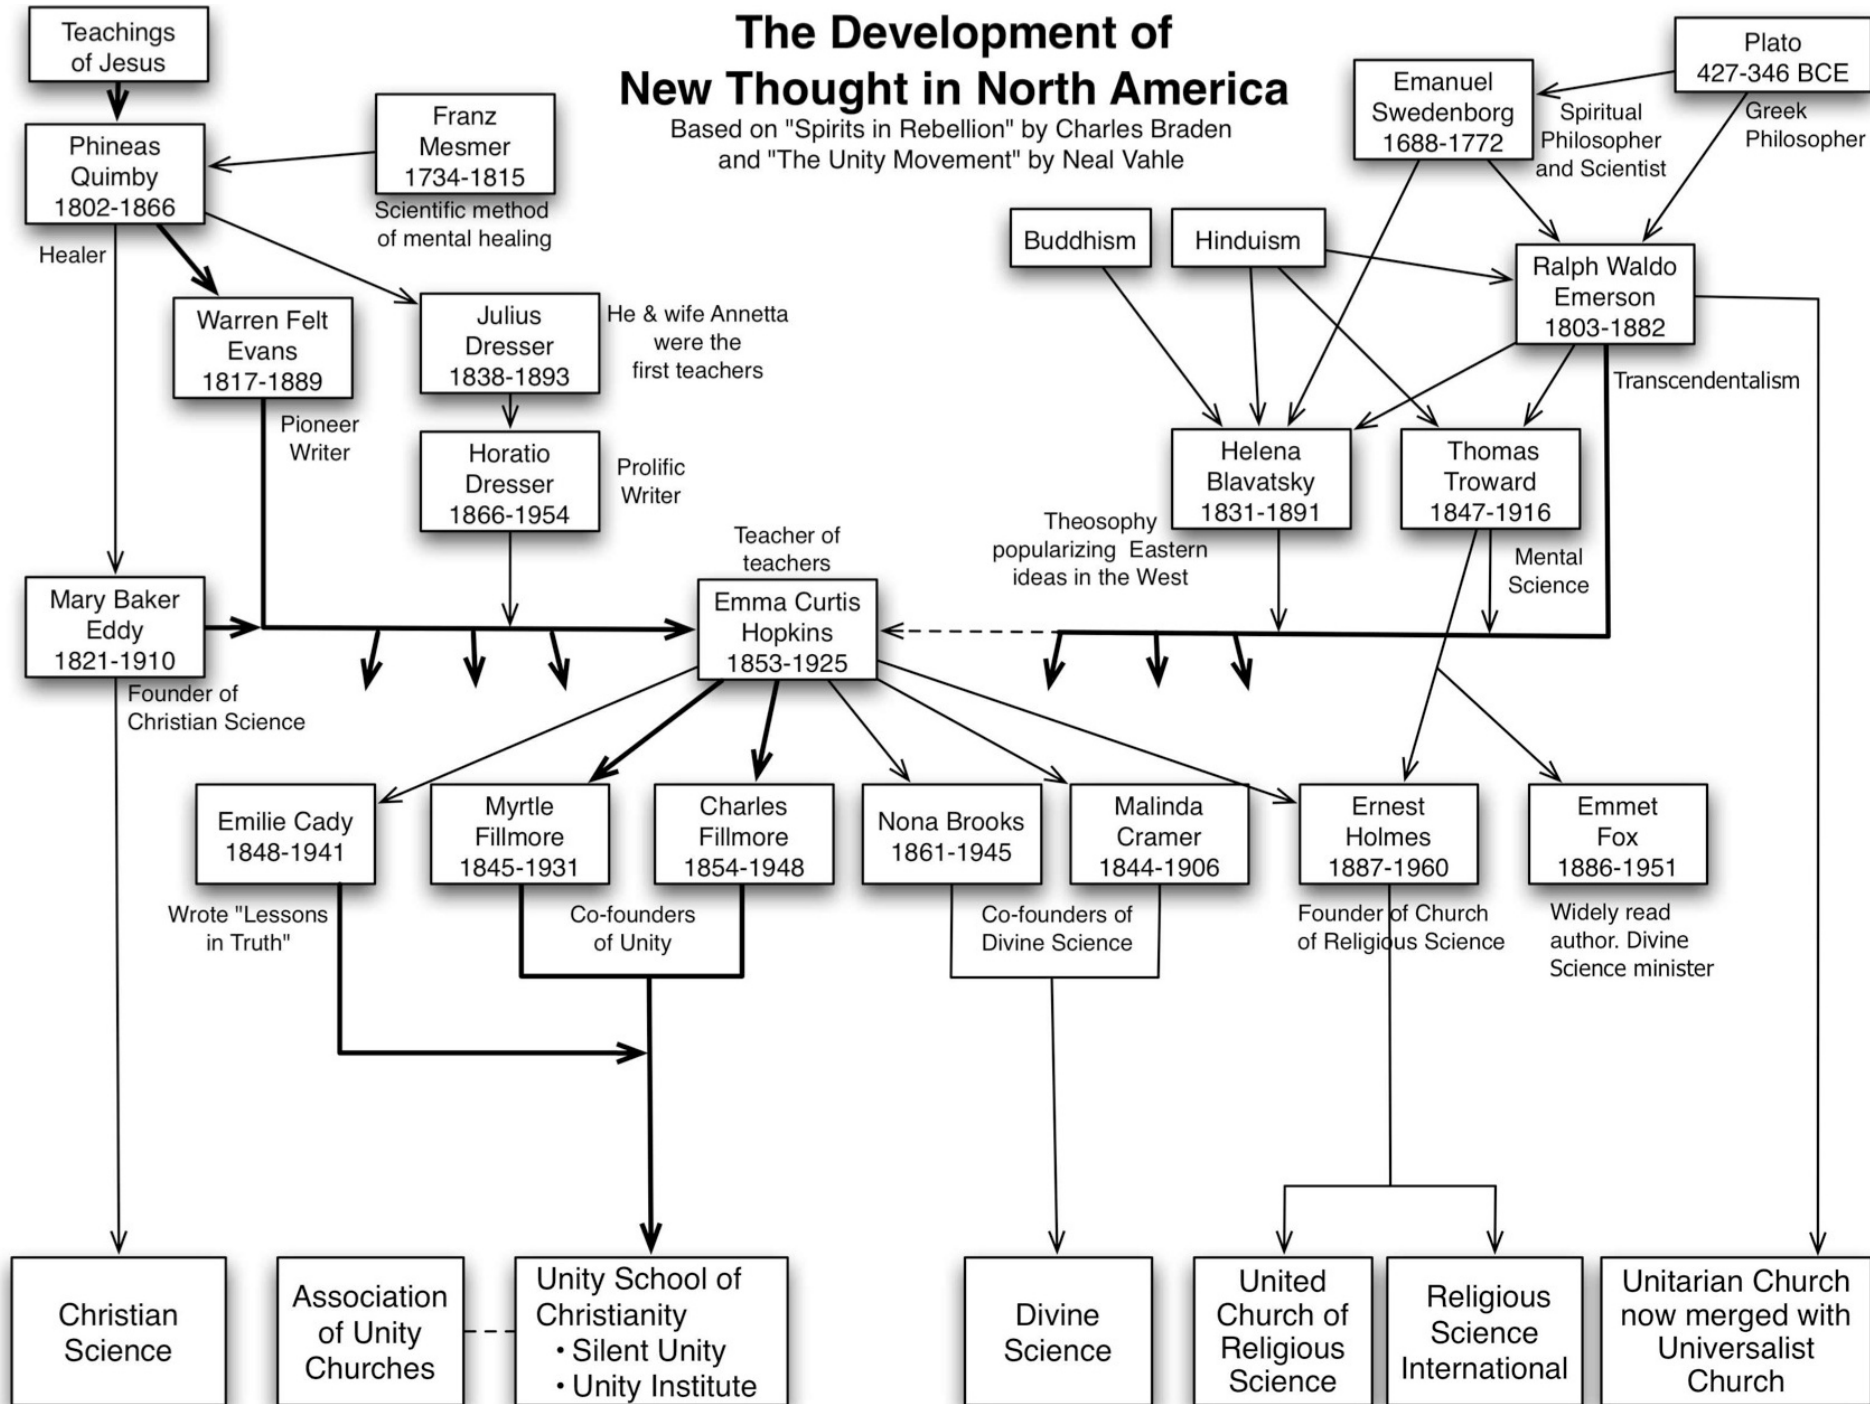 The Development of
New Thought in North America
Based on "Spirits in Rebellion" by Charles Braden
and "The Unity Movement" by Neal Vahle
Teachings
of Jesus
Phineas
Quimby
1802-1866
Healer
Franz
Mesmer
1734-1815
Scientific method
of mental healing
Emanuel
Swedenborg
1688-1772
Spiritual
Philosopher
and Scientist
Plato
427-346 BCE
Greek
Philosopher
Buddhism
Hinduism
Ralph Waldo
Emerson
1803-1882
Transcendentalism
Warren Felt
Evans
1817-1889
Pioneer
Writer
Julius
Dresser
1838-1893
He & wife Annetta
were the
first teachers
Horatio
Dresser
1866-1954
Prolific
Writer
Helena
Blavatsky
1831-1891
Theosophy
popularizing Eastern
ideas in the West
Thomas
Troward
1847-1916
Mental
Science
Mary Baker
Eddy
1821-1910
Founder of
Christian Science
Teacher of
teachers
Emma Curtis
Hopkins
1853-1925
Emilie Cady
1848-1941
Wrote "Lessons
in Truth"
Myrtle
Fillmore
1845-1931
Charles
Fillmore
1854-1948
Co-founders
of Unity
Nona Brooks
1861-1945
Malinda
Cramer
1844-1906
Co-founders of
Divine Science
Ernest
Holmes
1887-1960
Founder of Church
of Religious Science
Emmet
Fox
1886-1951
Widely read
author. Divine
Science minister
Christian
Science
Association
of Unity
Churches
Unity School of
Christianity
• Silent Unity
• Unity Institute
Divine
Science
United
Church of
Religious
Science
Religious
Science
International
Unitarian Church
now merged with
Universalist
Church